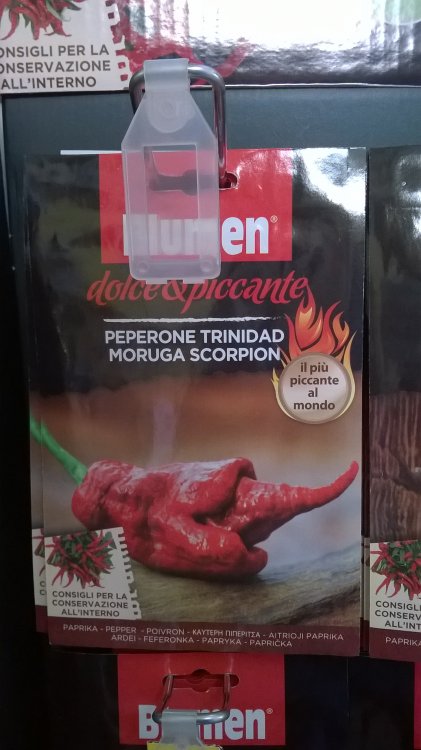 CONSIGLI PER LA
CONSERVAZIONE
ALL'INTERNO
Blumen®
dolce&piccante
PEPERONE TRINIDAD
MORUGA SCORPION
il più
piccante
al
mondo
CONSIGLI PER LA
CONSERVAZIONE
ALL'INTERNO
PAPRIKA - PEPPER - POIVRON - ΚΑΥΤΕΡΗ ΠΙΠΕΡΙΤΣΑ - AITRIOJI PAPRIKA
ARDEI - FEFERONKA - PAPRYKA - PAPRIČKA
CONSIGLI
CONSERVA
ALL'IN
PAPRIKA
Blumen®